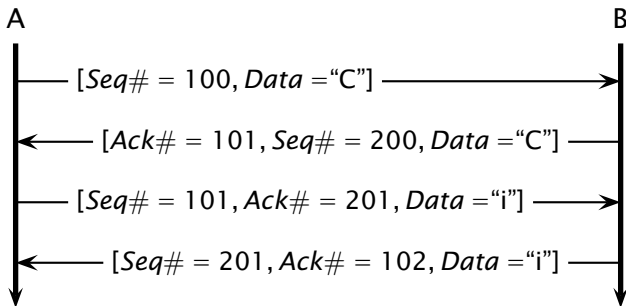 A B
[Seq# = 100, Data =“C”]
[Ack# = 101, Seq# = 200, Data =“C”]
[Seq# = 101, Ack# = 201, Data =“i”]
[Seq# = 201, Ack# = 102, Data =“i”]